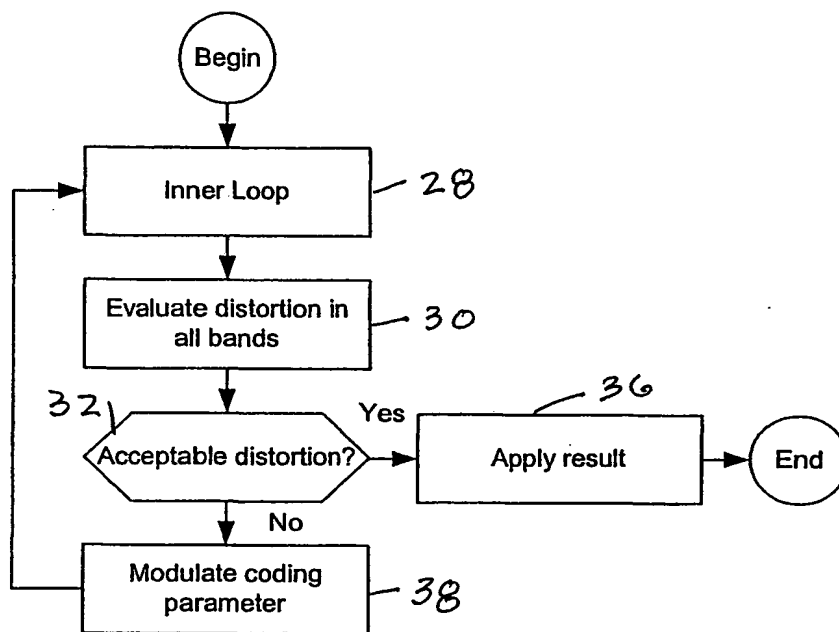 Begin
Inner Loop
28
Evaluate distortion in
all bands
30
32
Acceptable distortion?
Yes
36
Apply result
End
No
Modulate coding
parameter
38